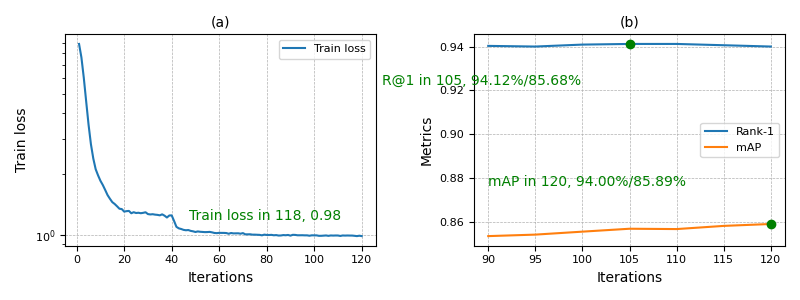 (a)
Train loss
Train loss
Train loss in 118, 0.98
10⁰
0 20 40 60 80 100 120
Iterations
(b)
Metrics
0.94
0.92
0.90
0.88
0.86
R@1 in 105, 94.12%/85.68%
Rank-1
mAP
mAP in 120, 94.00%/85.89%
90 95 100 105 110 115 120
Iterations